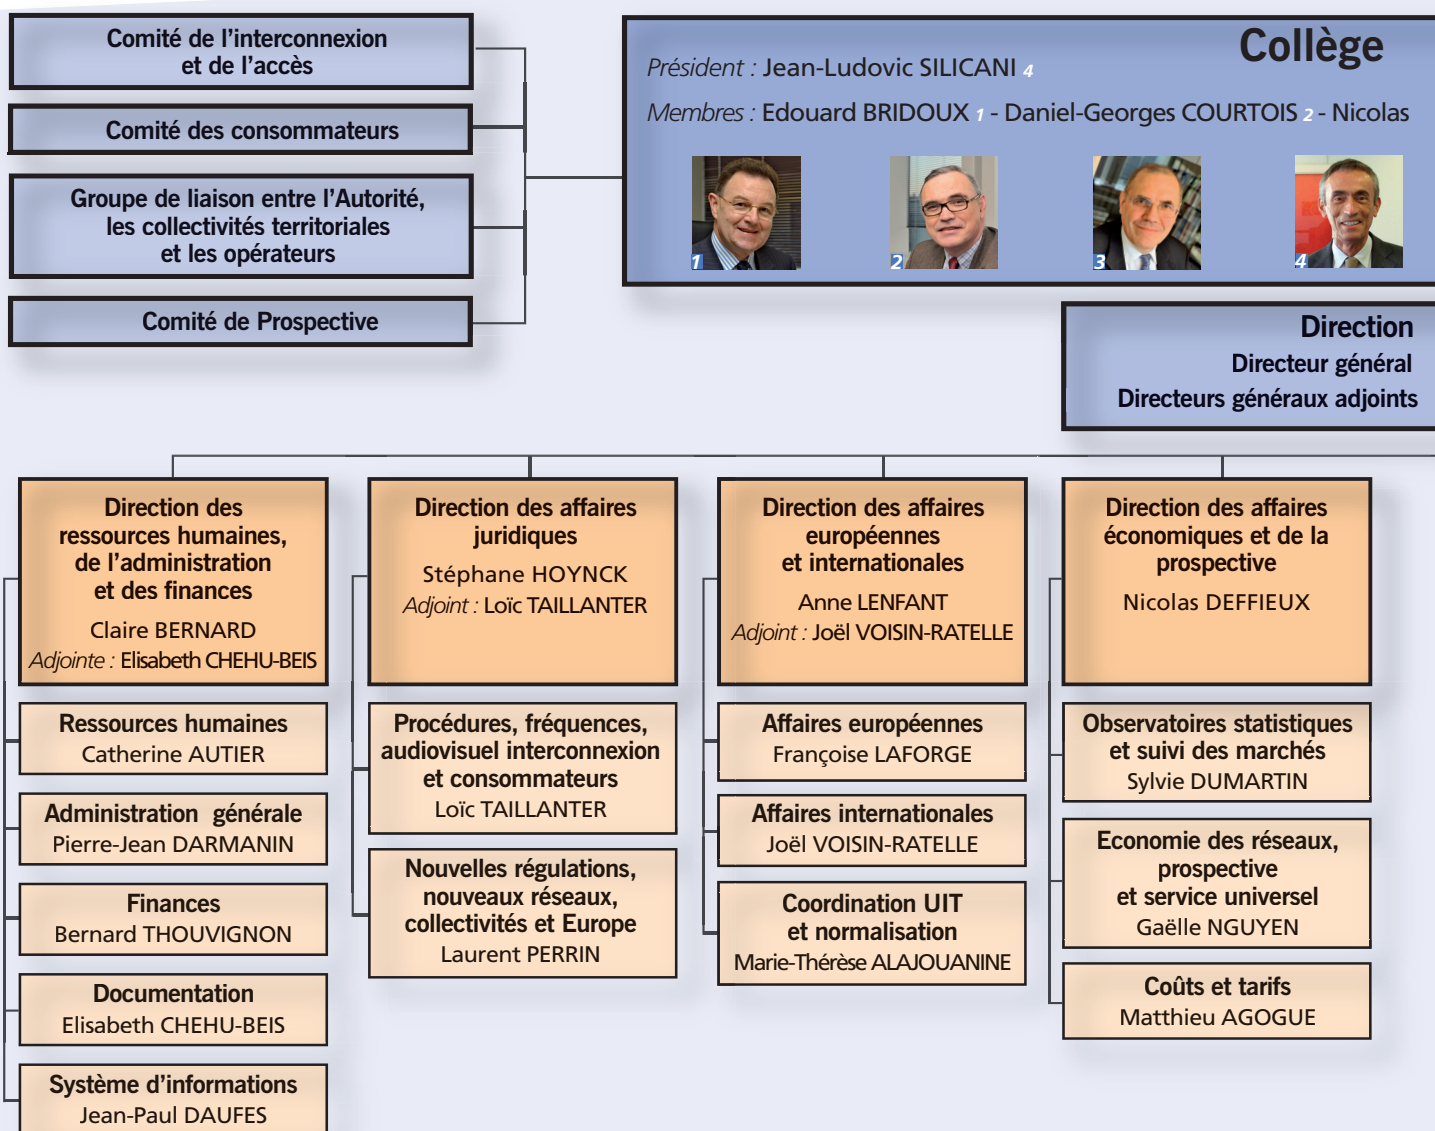 Comité de l'interconnexion
et de l'accès
Comité des consommateurs
Groupe de liaison entre l'Autorité,
les collectivités territoriales
et les opérateurs
Comité de Prospective
Collège
Président : Jean-Ludovic SILICANI 4
Membres : Edouard BRIDOUX 1 - Daniel-Georges COURTOIS 2 - Nicolas
1
2
3
4
Direction
Directeur général
Directeurs généraux adjoints
Direction des
ressources humaines,
de l'administration
et des finances
Claire BERNARD
Adjointe : Elisabeth CHEHU-BEIS
Ressources humaines
Catherine AUTIER
Administration générale
Pierre-Jean DARMANIN
Finances
Bernard THOUVIGNON
Documentation
Elisabeth CHEHU-BEIS
Système d'informations
Jean-Paul DAUFES
Direction des affaires
juridiques
Stéphane HOYNCK
Adjoint : Loïc TAILLANTER
Procédures, fréquences,
audiovisuel interconnexion
et consommateurs
Loïc TAILLANTER
Nouvelles régulations,
nouveaux réseaux,
collectivités et Europe
Laurent PERRIN
Direction des affaires
européennes
et internationales
Anne LENFANT
Adjoint : Joël VOISIN-RATELLE
Affaires européennes
Françoise LAFORGE
Affaires internationales
Joël VOISIN-RATELLE
Coordination UIT
et normalisation
Marie-Thérèse ALAJOUANINE
Direction des affaires
économiques et de la
prospective
Nicolas DEFFIEUX
Observatoires statistiques
et suivi des marchés
Sylvie DUMARTIN
Economie des réseaux,
prospective
et service universel
Gaëlle NGUYEN
Coûts et tarifs
Matthieu AGOGUE